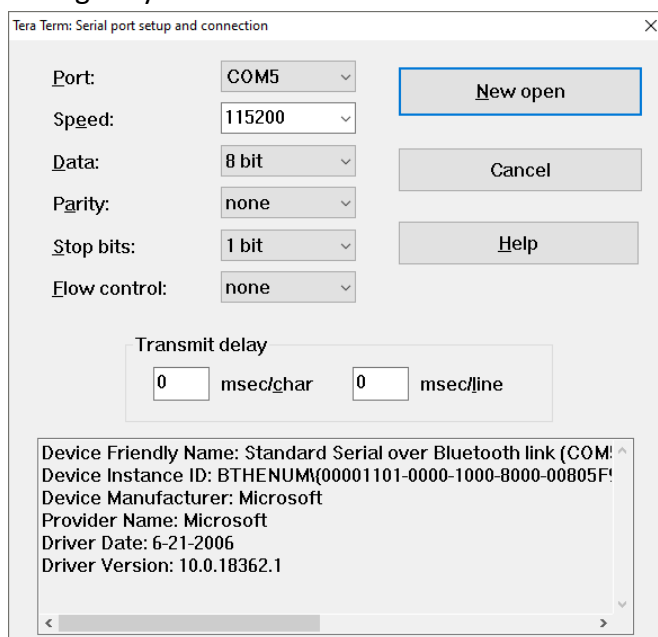 Tera Term: Serial port setup and connection
Port: COM5 New open
Speed: 115200
Data: 8 bit Cancel
Parity: none
Stop bits: 1 bit Help
Flow control: none
Transmit delay
0 msec/char 0 msec/line
Device Friendly Name: Standard Serial over Bluetooth link (COM
Device Instance ID: BTHENUM\{00001101-0000-1000-8000-00805F
Device Manufacturer: Microsoft
Provider Name: Microsoft
Driver Date: 6-21-2006
Driver Version: 10.0.18362.1